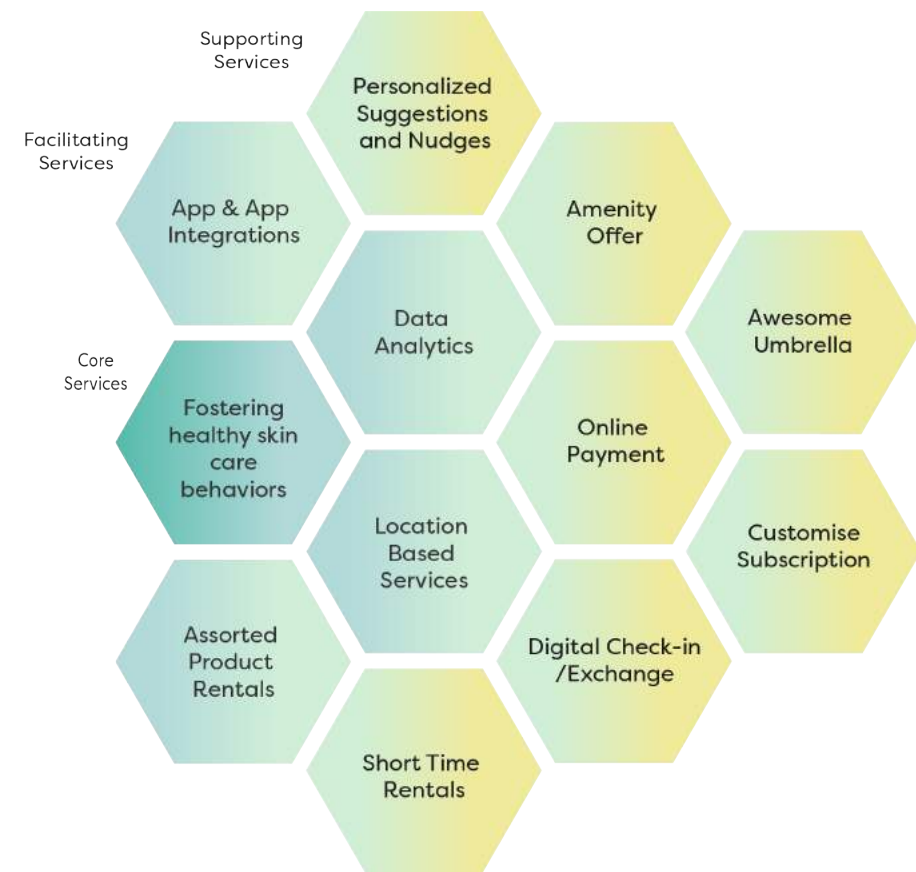 Supporting
Services
Personalized
Suggestions
and Nudges
Facilitating
Services
App & App
Integrations
Amenity
Offer
Data
Analytics
Awesome
Umbrella
Core
Services
Fostering
healthy skin
care
behaviors
Online
Payment
Location
Based
Services
Customise
Subscription
Assorted
Product
Rentals
Digital Check-in
/Exchange
Short Time
Rentals